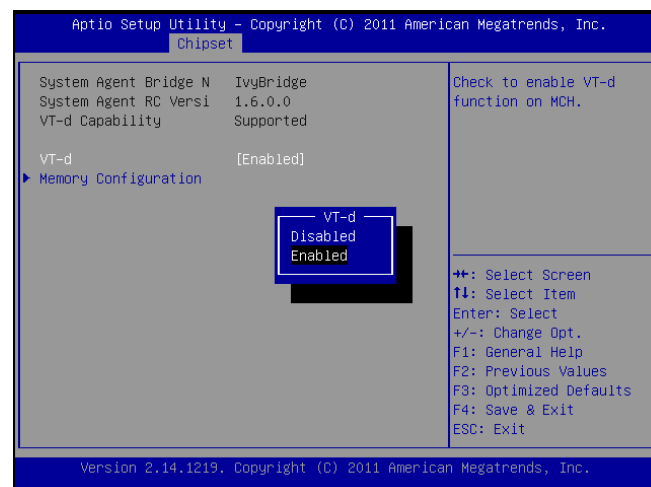 Aptio Setup Utility – Copyright (C) 2011 American Megatrends, Inc.
Chipset
System Agent Bridge N IvyBridge
System Agent RC Versi 1.6.0.0
VT-d Capability Supported
VT-d [Enabled]
Memory Configuration
VT-d
Disabled
Enabled
Check to enable VT-d
function on MCH.
→←: Select Screen
↑↓: Select Item
Enter: Select
+/-: Change Opt.
F1: General Help
F2: Previous Values
F3: Optimized Defaults
F4: Save & Exit
ESC: Exit
Version 2.14.1219. Copyright (C) 2011 American Megatrends, Inc.